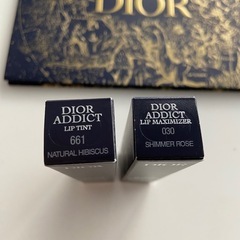 DIOR
DIOR
ADDICT
LIP TINT
661
NATURAL HIBISCUS
DIOR
ADDICT
LIP MAXIMIZER
030
SHIMMER ROSE